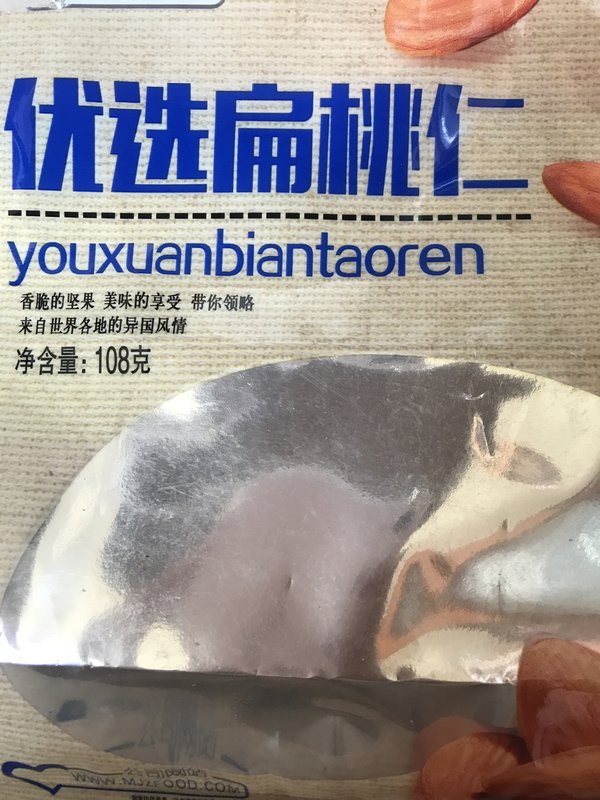 优选扁桃仁
youxuanbiantaoren
香脆的坚果 美味的享受 带你领略
来自世界各地的异国风情
净含量：108克